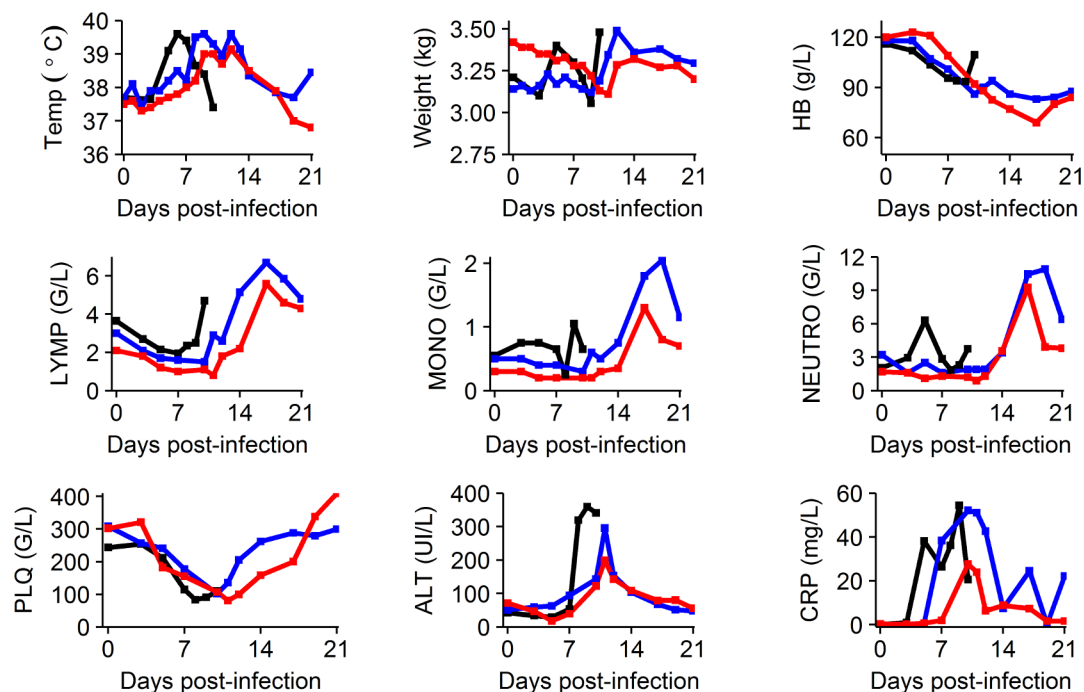 Temp ( ° C)
40
39
38
37
36
0 7 14 21
Days post-infection
Weight (kg)
3.50
3.25
3.00
2.75
0 7 14 21
Days post-infection
HB (g/L)
120
90
60
0 7 14 21
Days post-infection
LYMP (G/L)
6
4
2
0
0 7 14 21
Days post-infection
MONO (G/L)
2
1
0
0 7 14 21
Days post-infection
NEUTRO (G/L)
12
9
6
3
0
0 7 14 21
Days post-infection
PLQ (G/L)
400
300
200
100
0
0 7 14 21
Days post-infection
ALT (UI/L)
400
300
200
100
0
0 7 14 21
Days post-infection
CRP (mg/L)
60
40
20
0
0 7 14 21
Days post-infection